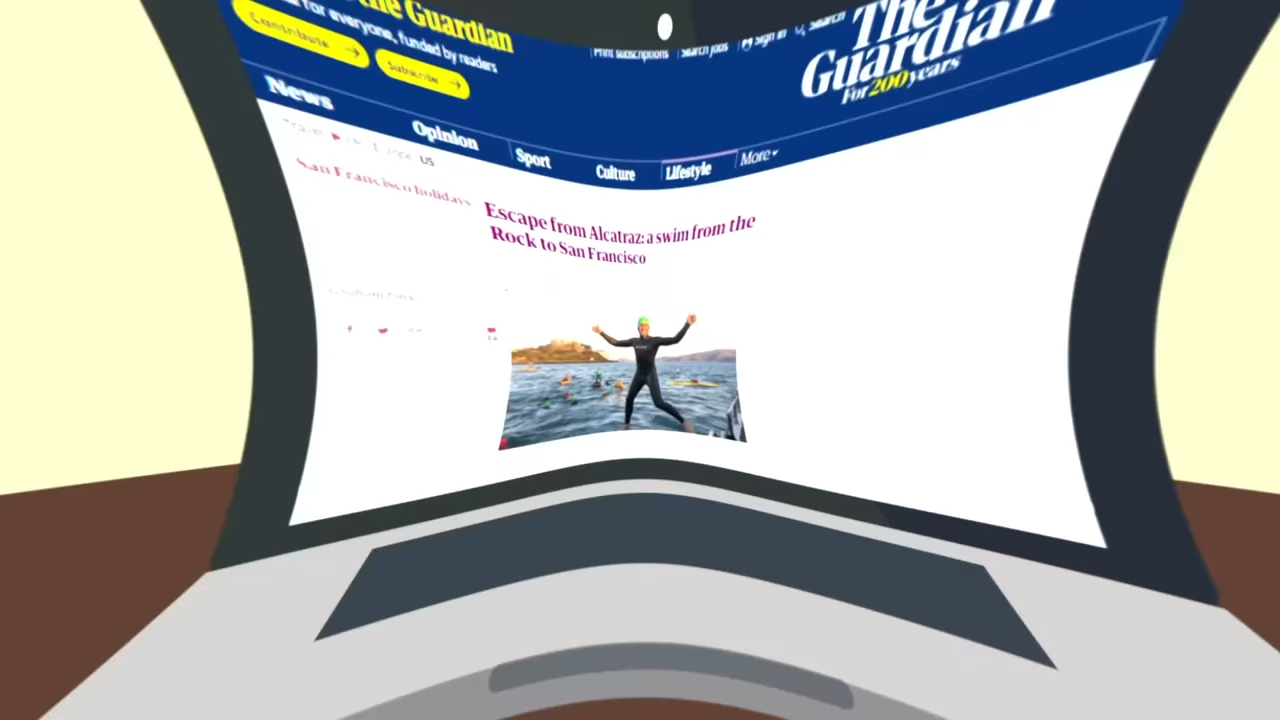 the Guardian
for everyone, funded by readers
Contribute →
Subscribe →
Print subscriptions
Search jobs
Sign in
Search
The
Guardian
For 200 years
News
Opinion
Sport
Culture
Lifestyle
More
Travel
US
San Francisco holidays
Escape from Alcatraz: a swim from the
Rock to San Francisco